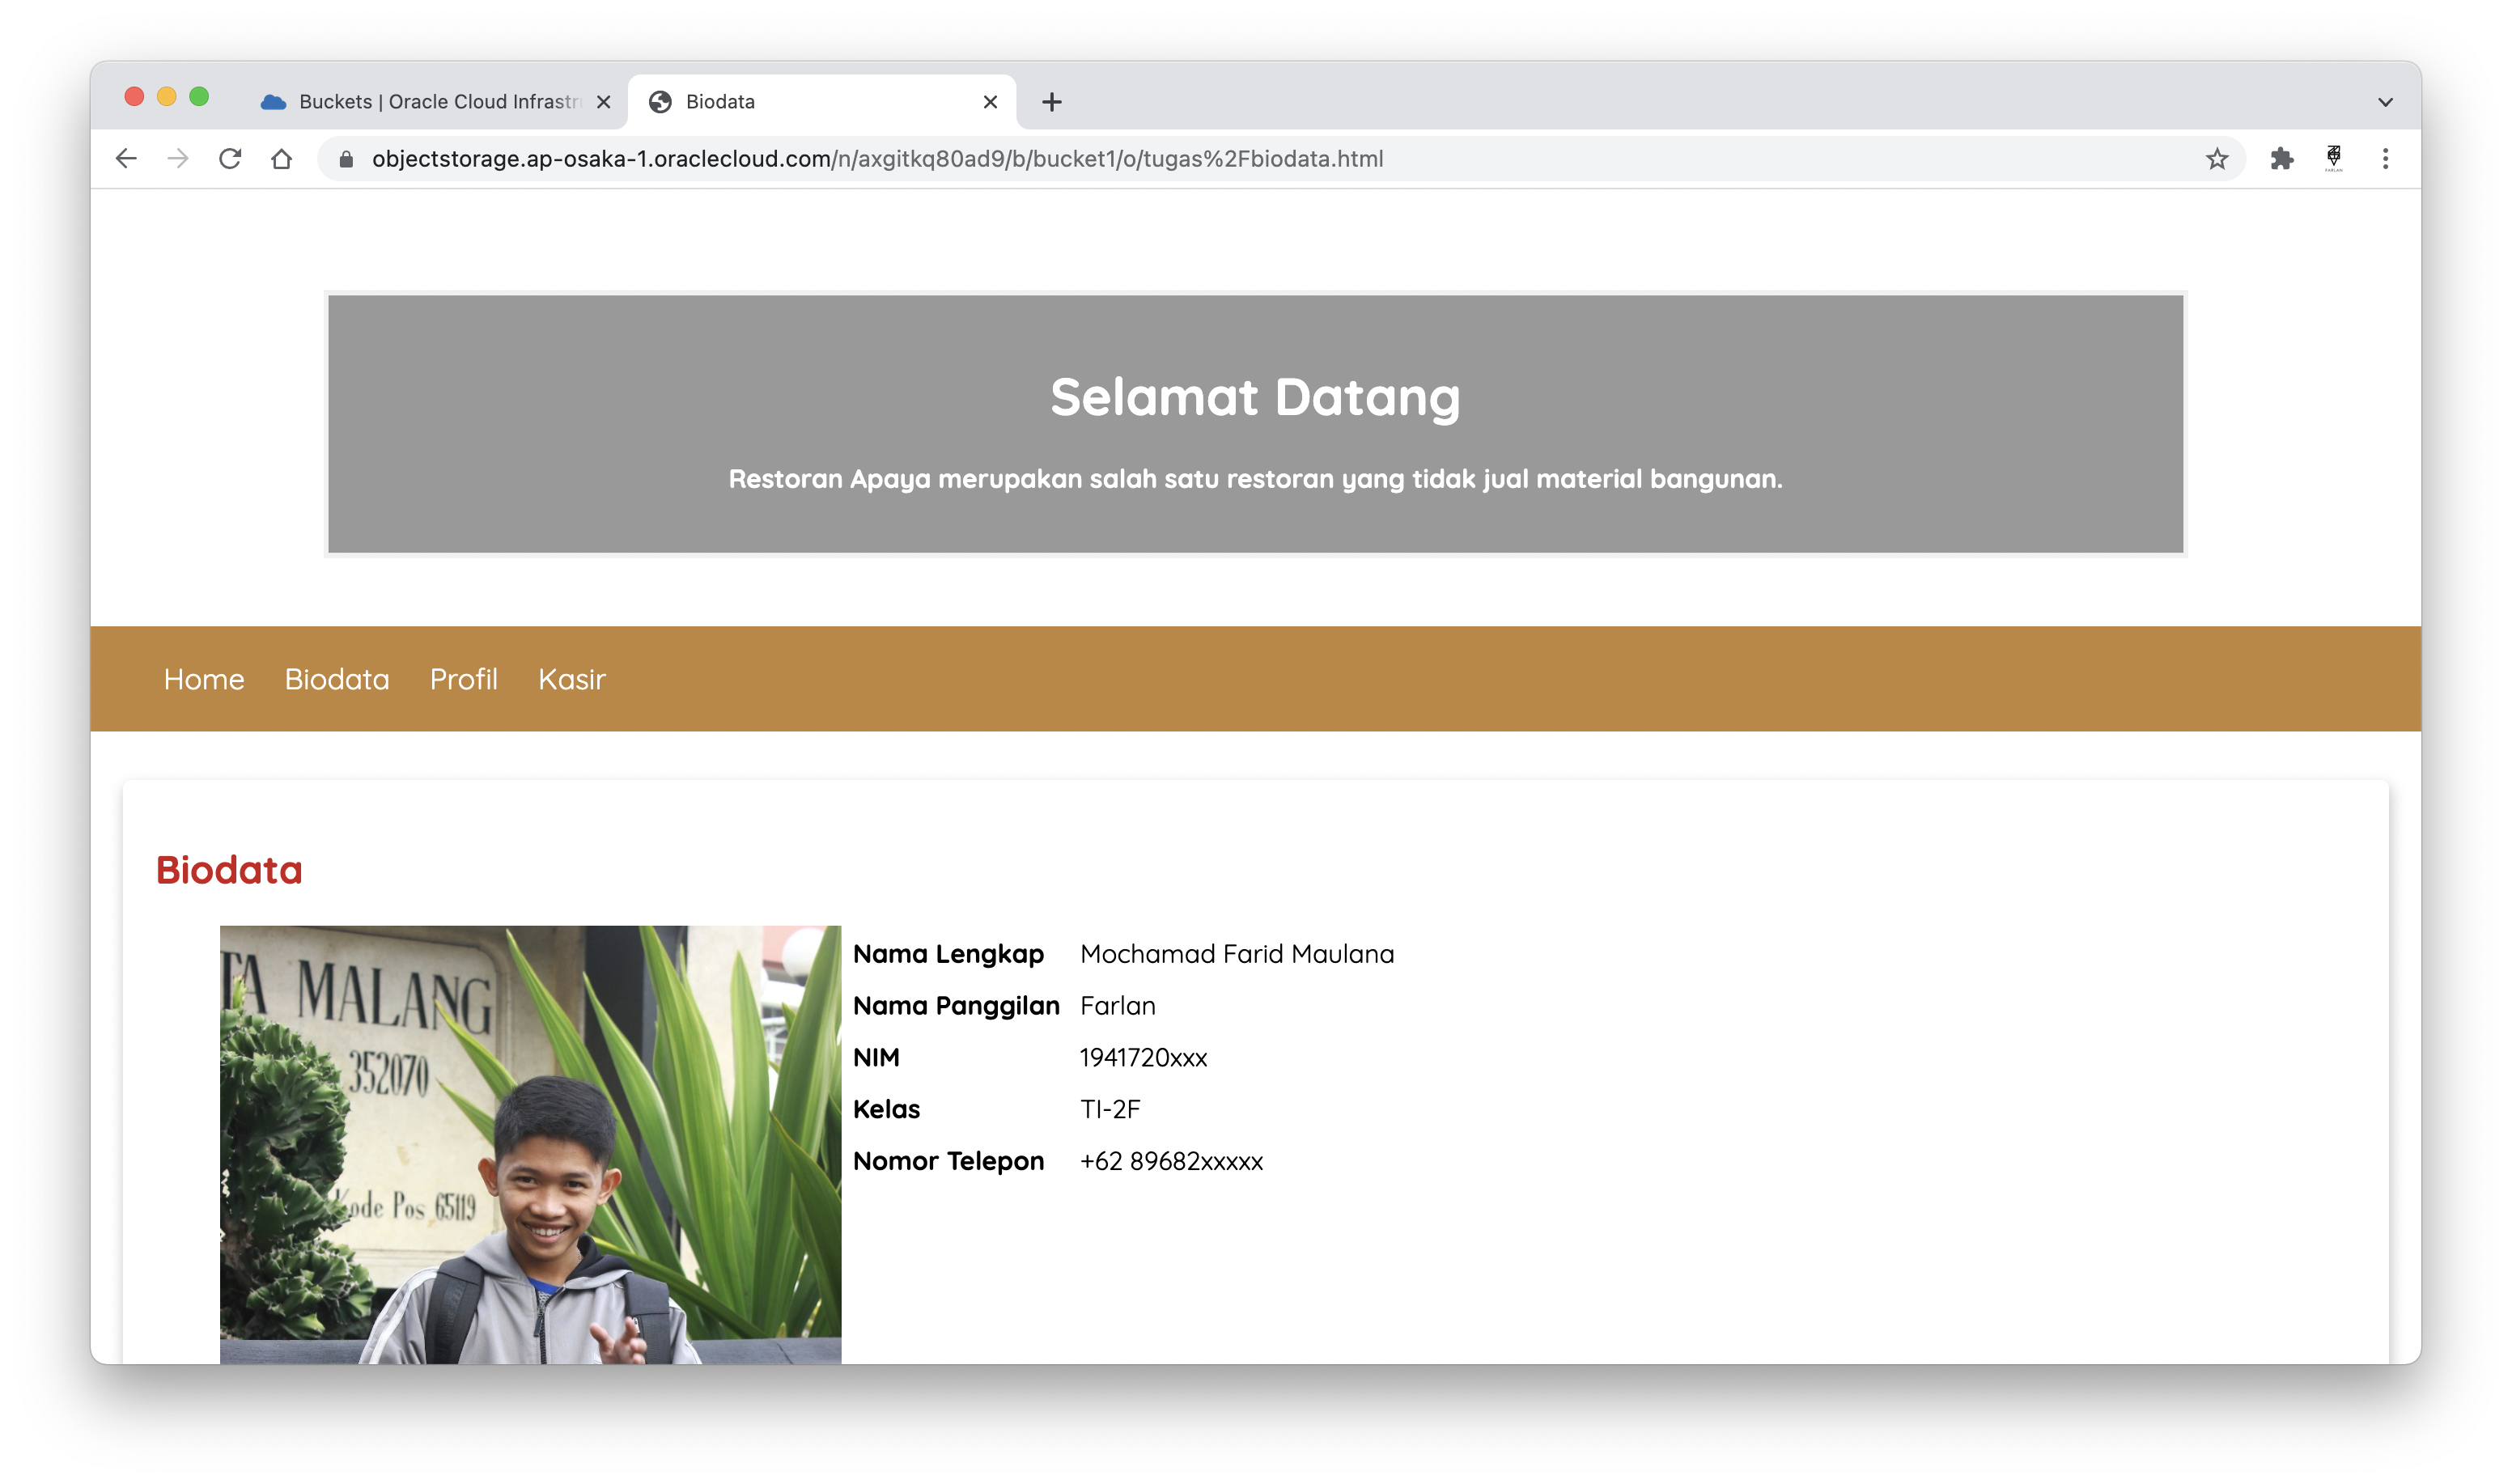 Buckets | Oracle Cloud Infrastr
Biodata
objectstorage.ap-osaka-1.oraclecloud.com/n/axgitkq80ad9/b/bucket1/o/tugas%2Fbiodata.html
FARLAN
Selamat Datang
Restoran Apaya merupakan salah satu restoran yang tidak jual material bangunan.
Home Biodata Profil Kasir
Biodata
TA MALANG
352070
Kode Pos 65119
Nama Lengkap Mochamad Farid Maulana
Nama Panggilan Farlan
NIM 1941720xxx
Kelas TI-2F
Nomor Telepon +62 89682xxxxx